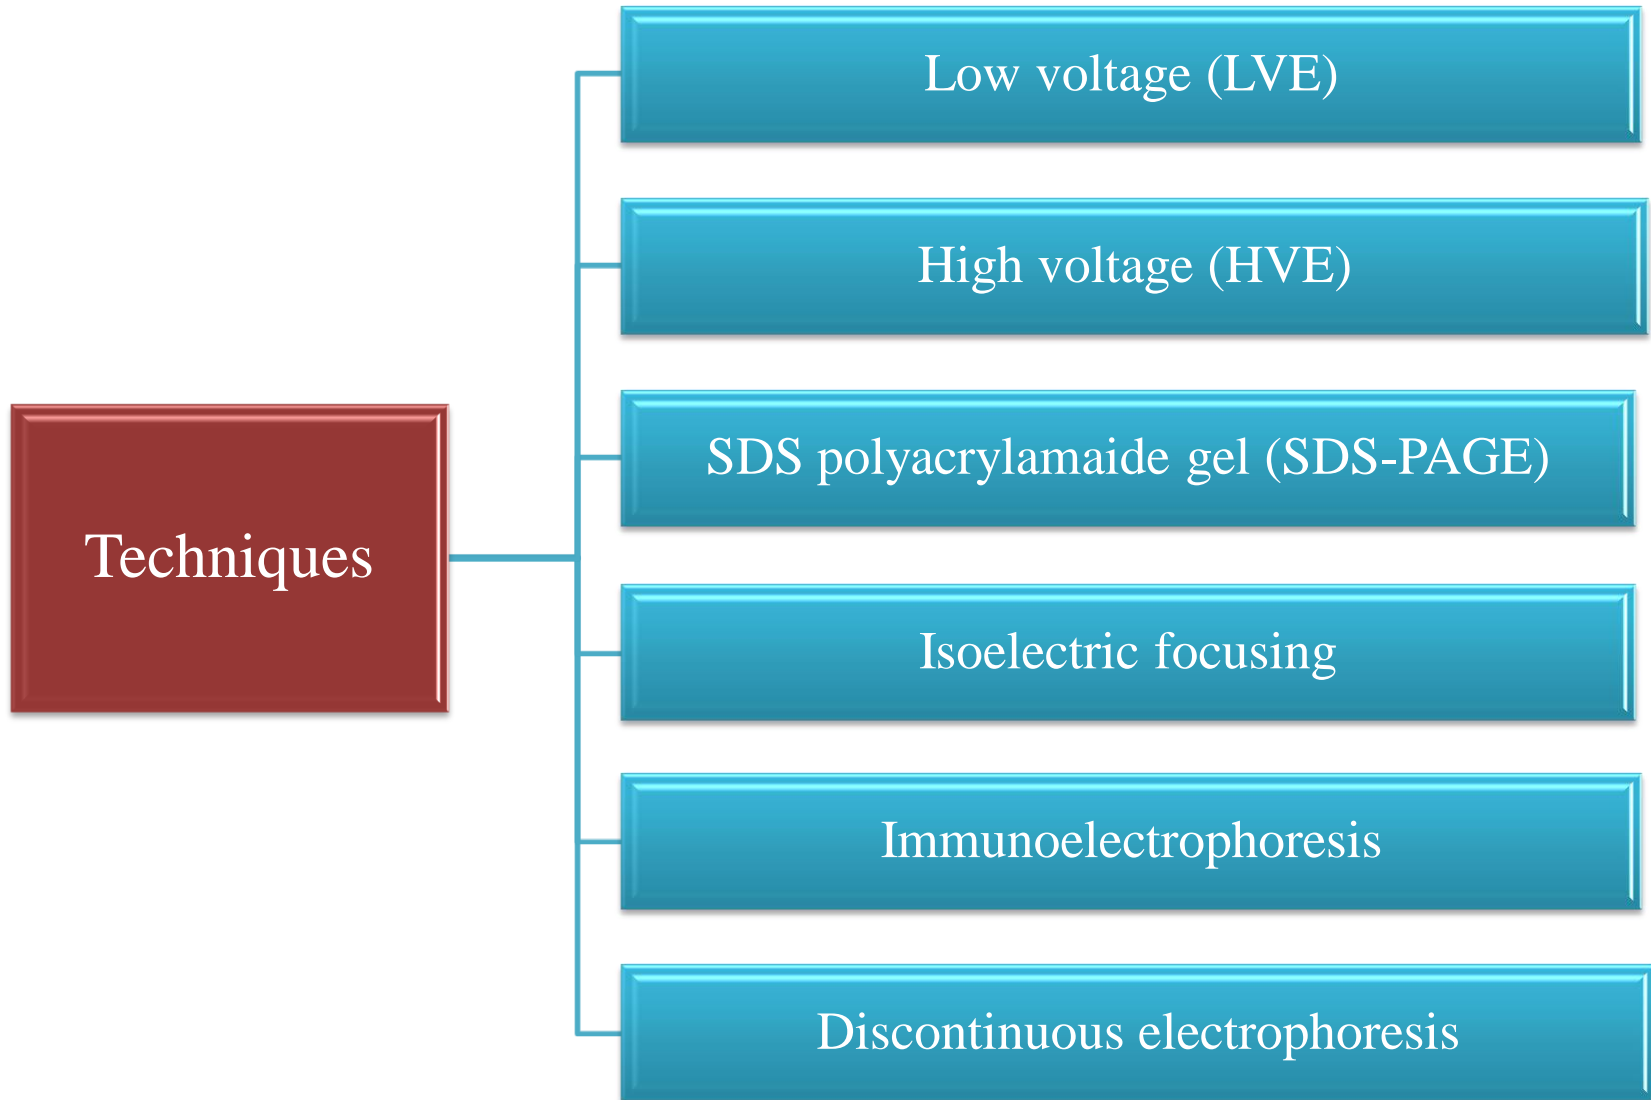 Techniques
Low voltage (LVE)
High voltage (HVE)
SDS polyacrylamaide gel (SDS-PAGE)
Isoelectric focusing
Immunoelectrophoresis
Discontinuous electrophoresis